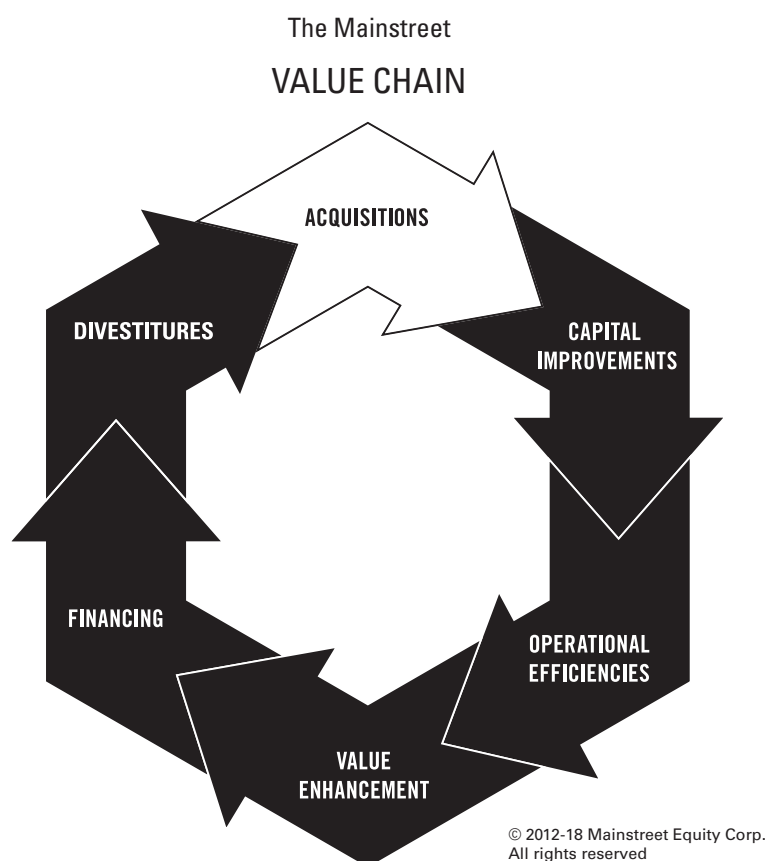 The Mainstreet
VALUE CHAIN
ACQUISITIONS
CAPITAL
IMPROVEMENTS
OPERATIONAL
EFFICIENCIES
VALUE
ENHANCEMENT
FINANCING
DIVESTITURES
© 2012-18 Mainstreet Equity Corp.
All rights reserved